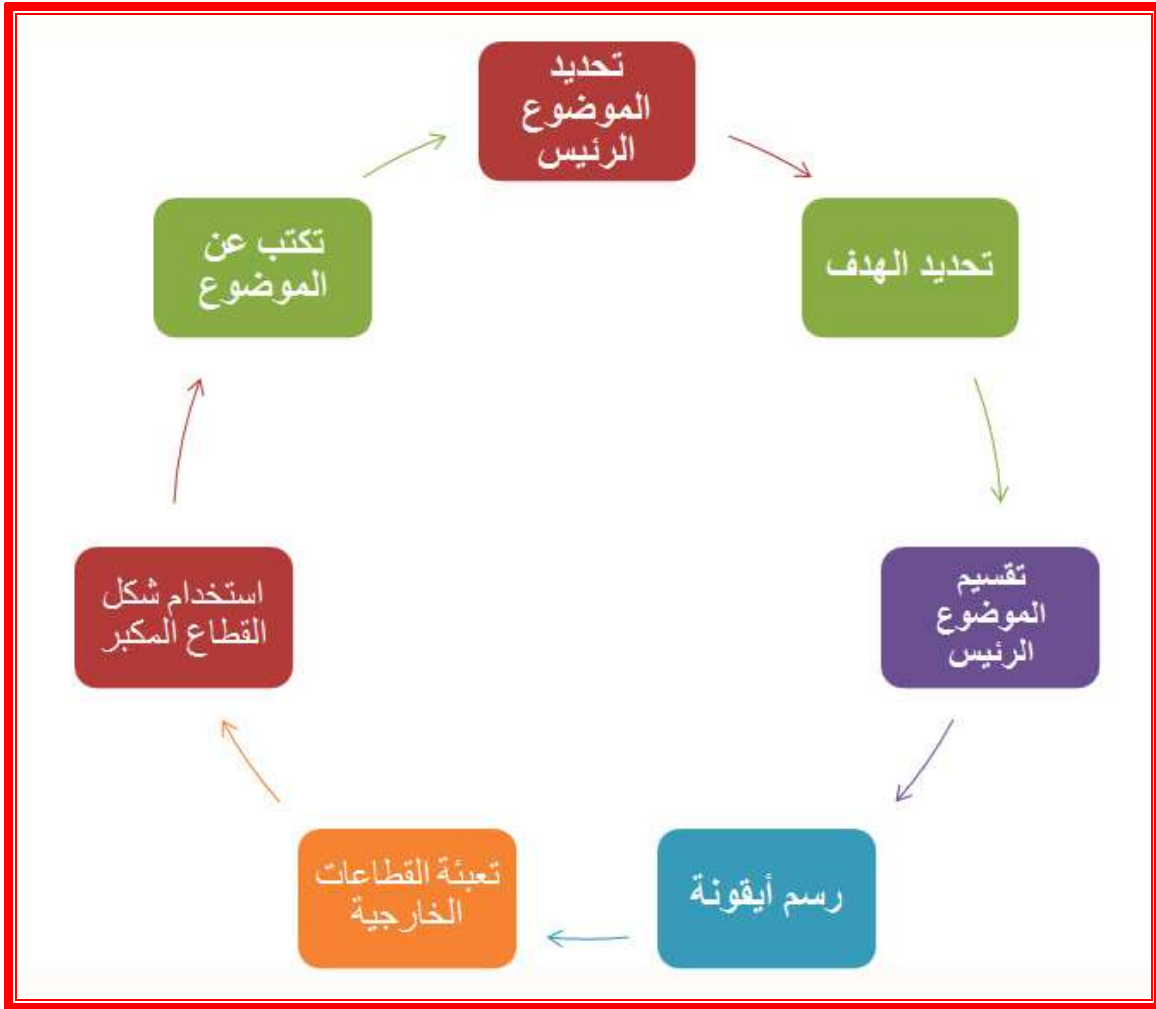 تحديد
الموضوع
الرئيس
تحديد الهدف
تقسيم
الموضوع
الرئيس
رسم أيقونة
تعبئة القطاعات
الخارجية
استخدام شكل
القطاع المكبر
تكتب عن
الموضوع